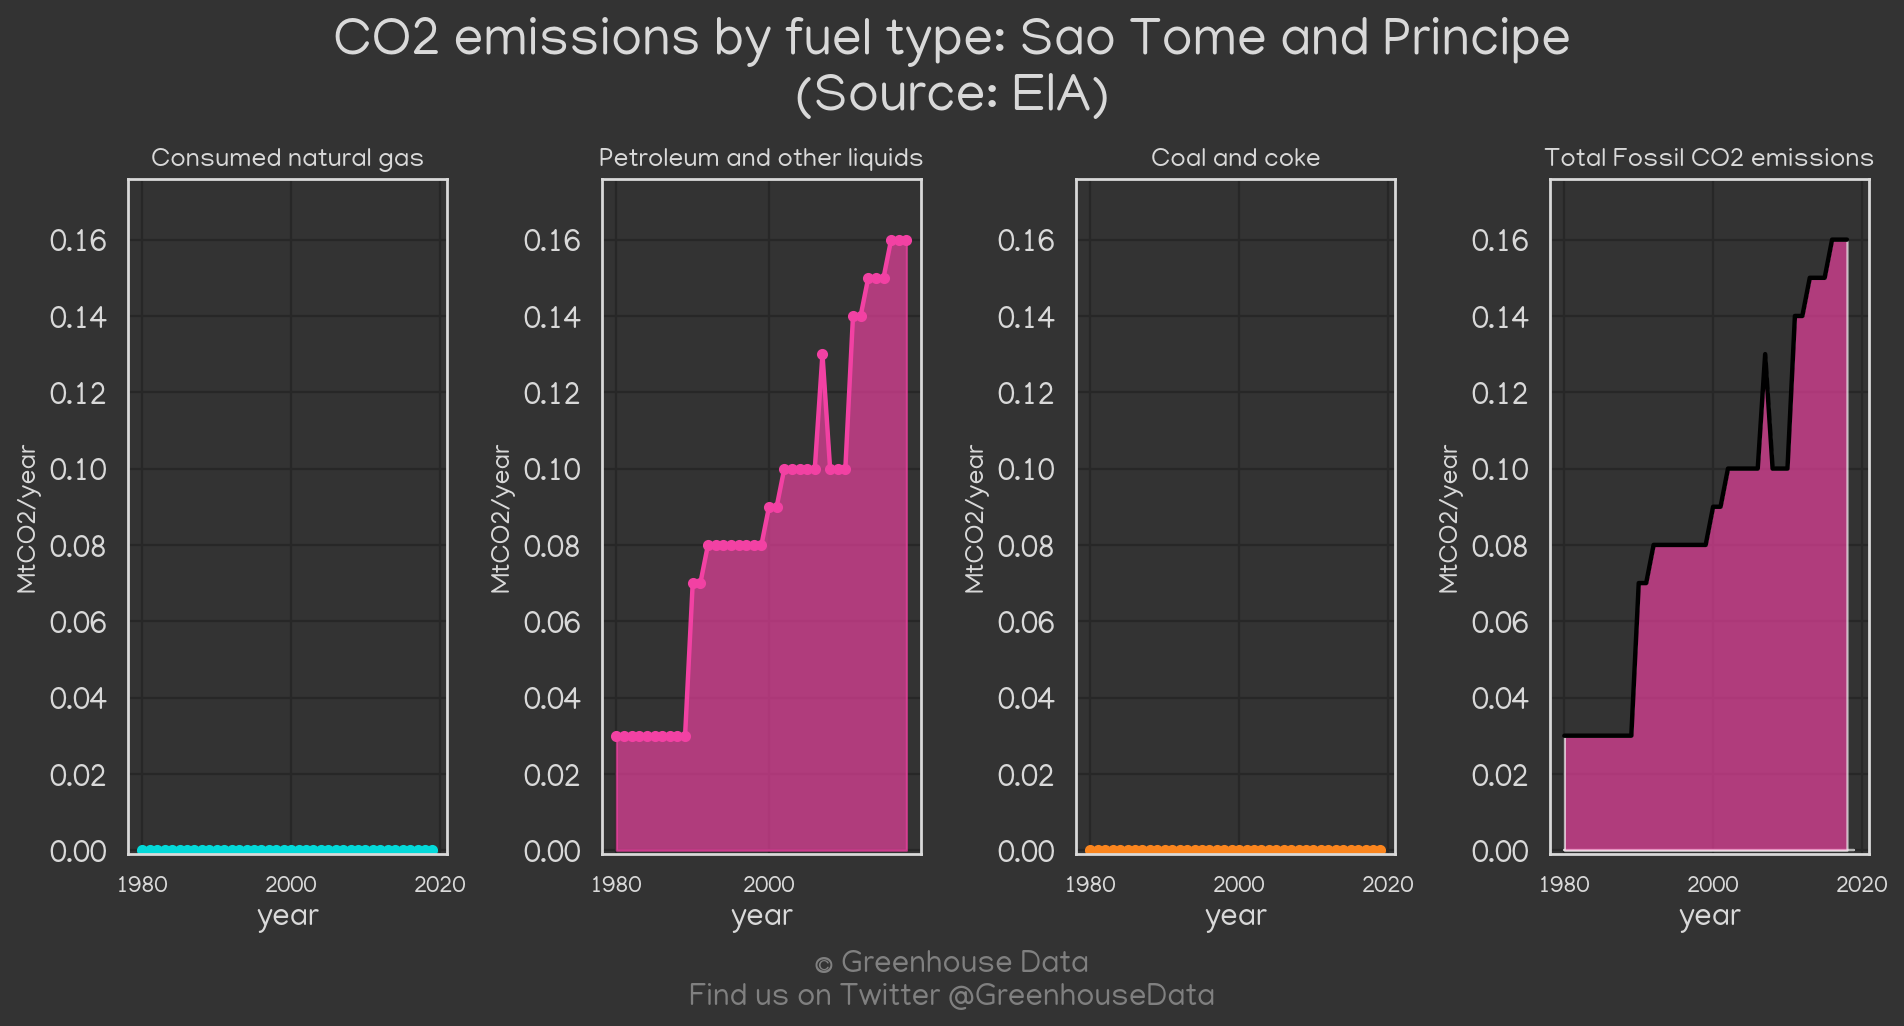 CO2 emissions by fuel type: Sao Tome and Principe
(Source: EIA)
Consumed natural gas
0.16
0.14
0.12
0.10
0.08
0.06
0.04
0.02
0.00
MtCO2/year
1980 2000 2020
year
Petroleum and other liquids
0.16
0.14
0.12
0.10
0.08
0.06
0.04
0.02
0.00
MtCO2/year
1980 2000
year
Coal and coke
0.16
0.14
0.12
0.10
0.08
0.06
0.04
0.02
0.00
MtCO2/year
1980 2000 2020
year
Total Fossil CO2 emissions
0.16
0.14
0.12
0.10
0.08
0.06
0.04
0.02
0.00
MtCO2/year
1980 2000 2020
year
© Greenhouse Data
Find us on Twitter @GreenhouseData